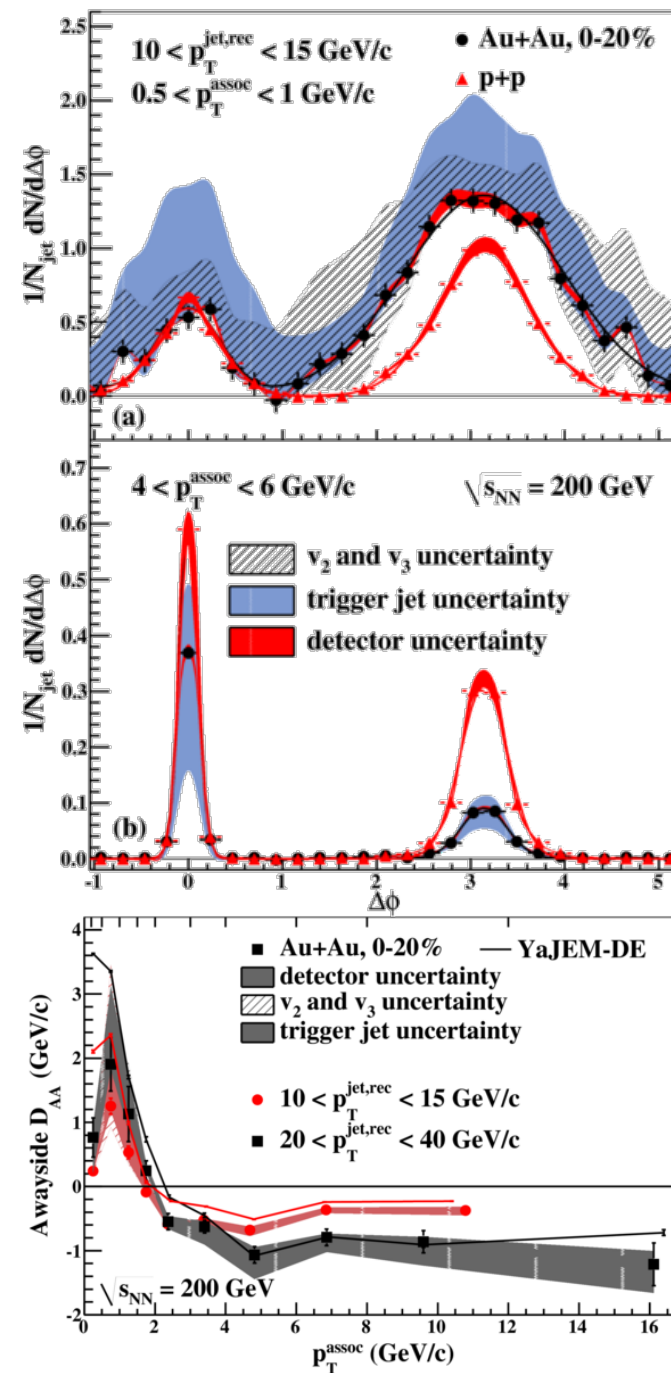 2.6
10 < p_T^jet,rec < 15 GeV/c
0.5 < p_T^assoc < 1 GeV/c
Au+Au, 0-20%
p+p
1/N_jet dN/dΔϕ
2.0
1.5
1.0
0.5
0.0
(a)
4 < p_T^assoc < 6 GeV/c
√s_NN = 200 GeV
v_2 and v_3 uncertainty
trigger jet uncertainty
detector uncertainty
1/N_jet dN/dΔϕ
0.7
0.6
0.5
0.4
0.3
0.2
0.1
0.0
(b)
-1 0 1 2 3 4 5
Δϕ
Au+Au, 0-20%
YaJEM-DE
detector uncertainty
v_2 and v_3 uncertainty
trigger jet uncertainty
10 < p_T^jet,rec < 15 GeV/c
20 < p_T^jet,rec < 40 GeV/c
Awayside D_AA (GeV/c)
4
3
2
1
0
-1
-2
√s_NN = 200 GeV
0 2 4 6 8 10 12 14 16
p_T^assoc (GeV/c)